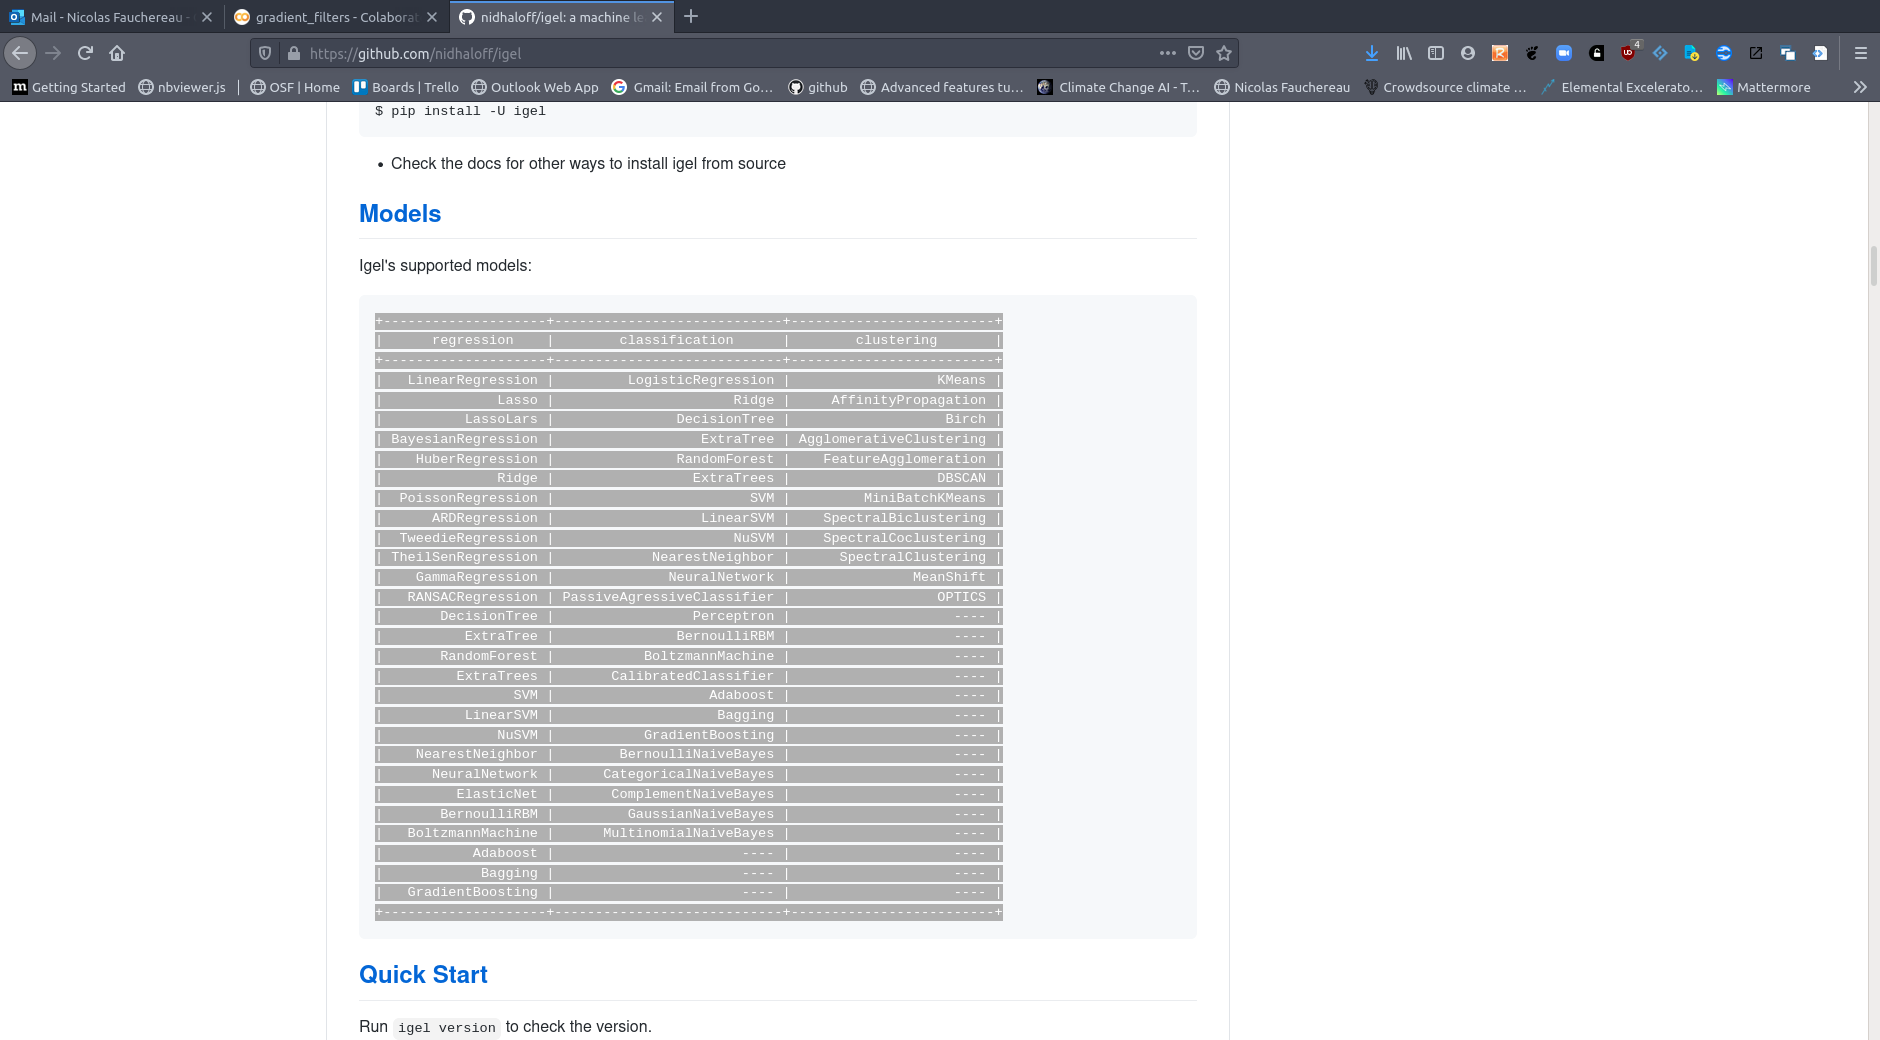 Mail - Nicolas Fauchereau -
gradient_filters - Colaborat
nidhaloff/igel: a machine le
https://github.com/nidhaloff/igel
4
Getting Started
nbviewer.js
OSF | Home
Boards | Trello
Outlook Web App
Gmail: Email from Go...
github
Advanced features tu...
Climate Change AI - T...
Nicolas Fauchereau
Crowdsource climate ...
Elemental Excelerato...
Mattermore
$ pip install -U igel
• Check the docs for other ways to install igel from source
Models
Igel's supported models:
+--------------------+----------------------------+-------------------------+
|      regression    |        classification      |        clustering       |
+--------------------+----------------------------+-------------------------+
|   LinearRegression |         LogisticRegression |                  KMeans |
|              Lasso |                      Ridge |     AffinityPropagation |
|          LassoLars |               DecisionTree |                   Birch |
| BayesianRegression |                  ExtraTree | AgglomerativeClustering |
|    HuberRegression |               RandomForest |    FeatureAgglomeration |
|              Ridge |                 ExtraTrees |                  DBSCAN |
|  PoissonRegression |                        SVM |         MiniBatchKMeans |
|      ARDRegression |                  LinearSVM |    SpectralBiclustering |
|  TweedieRegression |                      NuSVM |    SpectralCoclustering |
| TheilSenRegression |            NearestNeighbor |      SpectralClustering |
|    GammaRegression |              NeuralNetwork |               MeanShift |
|   RANSACRegression | PassiveAgressiveClassifier |                  OPTICS |
|       DecisionTree |                 Perceptron |                    ---- |
|          ExtraTree |               BernoulliRBM |                    ---- |
|       RandomForest |           BoltzmannMachine |                    ---- |
|         ExtraTrees |       CalibratedClassifier |                    ---- |
|                SVM |                   Adaboost |                    ---- |
|          LinearSVM |                    Bagging |                    ---- |
|              NuSVM |           GradientBoosting |                    ---- |
|    NearestNeighbor |        BernoulliNaiveBayes |                    ---- |
|      NeuralNetwork |      CategoricalNaiveBayes |                    ---- |
|         ElasticNet |       ComplementNaiveBayes |                    ---- |
|       BernoulliRBM |         GaussianNaiveBayes |                    ---- |
|   BoltzmannMachine |      MultinomialNaiveBayes |                    ---- |
|           Adaboost |                       ---- |                    ---- |
|            Bagging |                       ---- |                    ---- |
|   GradientBoosting |                       ---- |                    ---- |
+--------------------+----------------------------+-------------------------+
Quick Start
Run igel version to check the version.